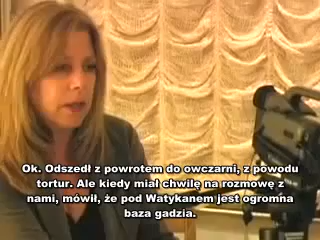 Ok. Odszedł z powrotem do owczarni, z powodu
tortur. Ale kiedy miał chwilę na rozmowę z
nami, mówił, że pod Watykanem jest ogromna
baza gadzia.